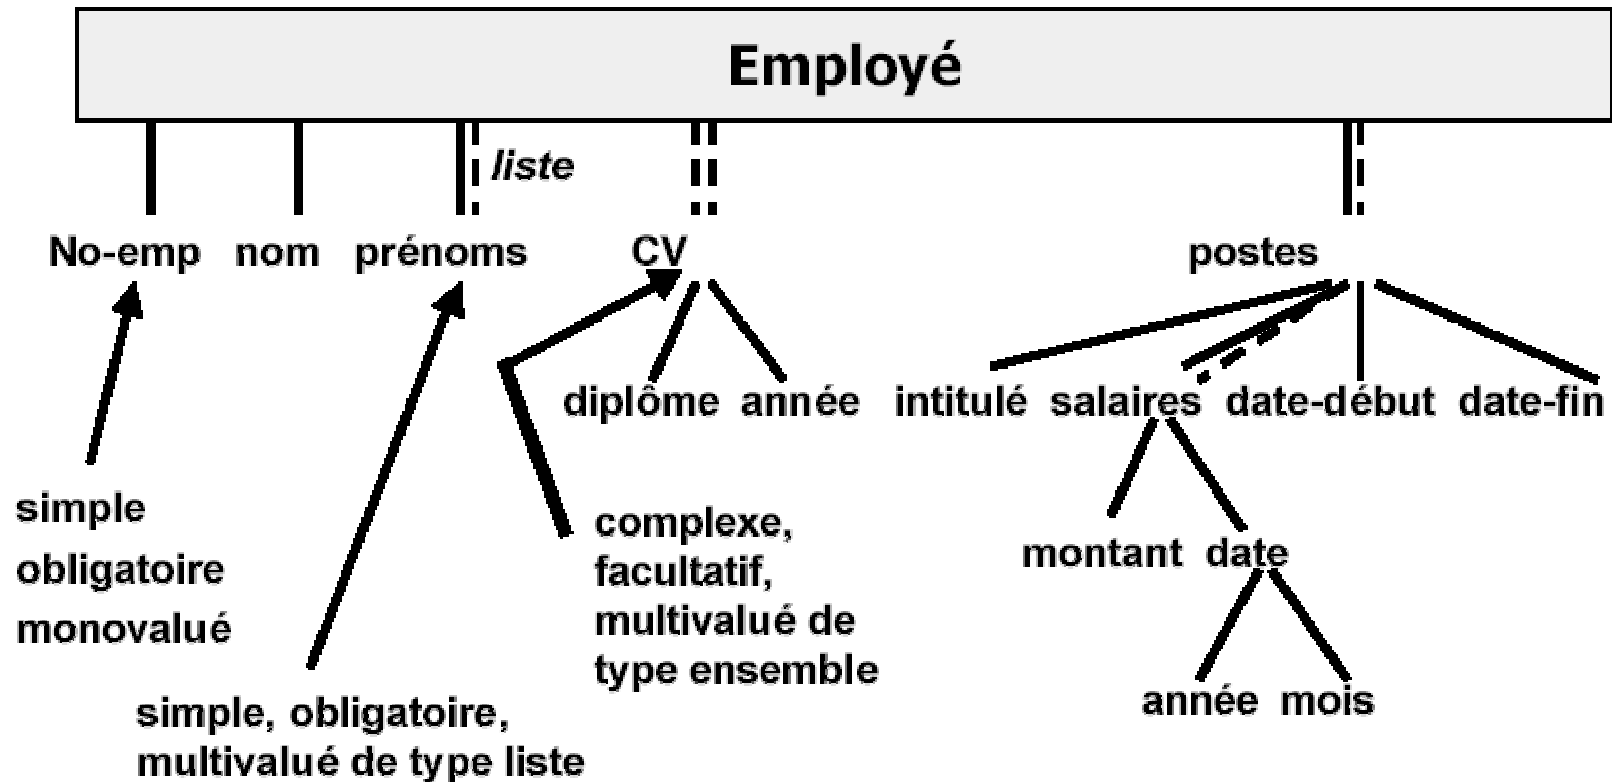 Employé
liste
No-emp nom prénoms CV postes
diplôme année intitulé salaires date-début date-fin
simple
obligatoire
monovalué
complexe,
facultatif,
multivalué de
type ensemble
montant date
année mois
simple, obligatoire,
multivalué de type liste